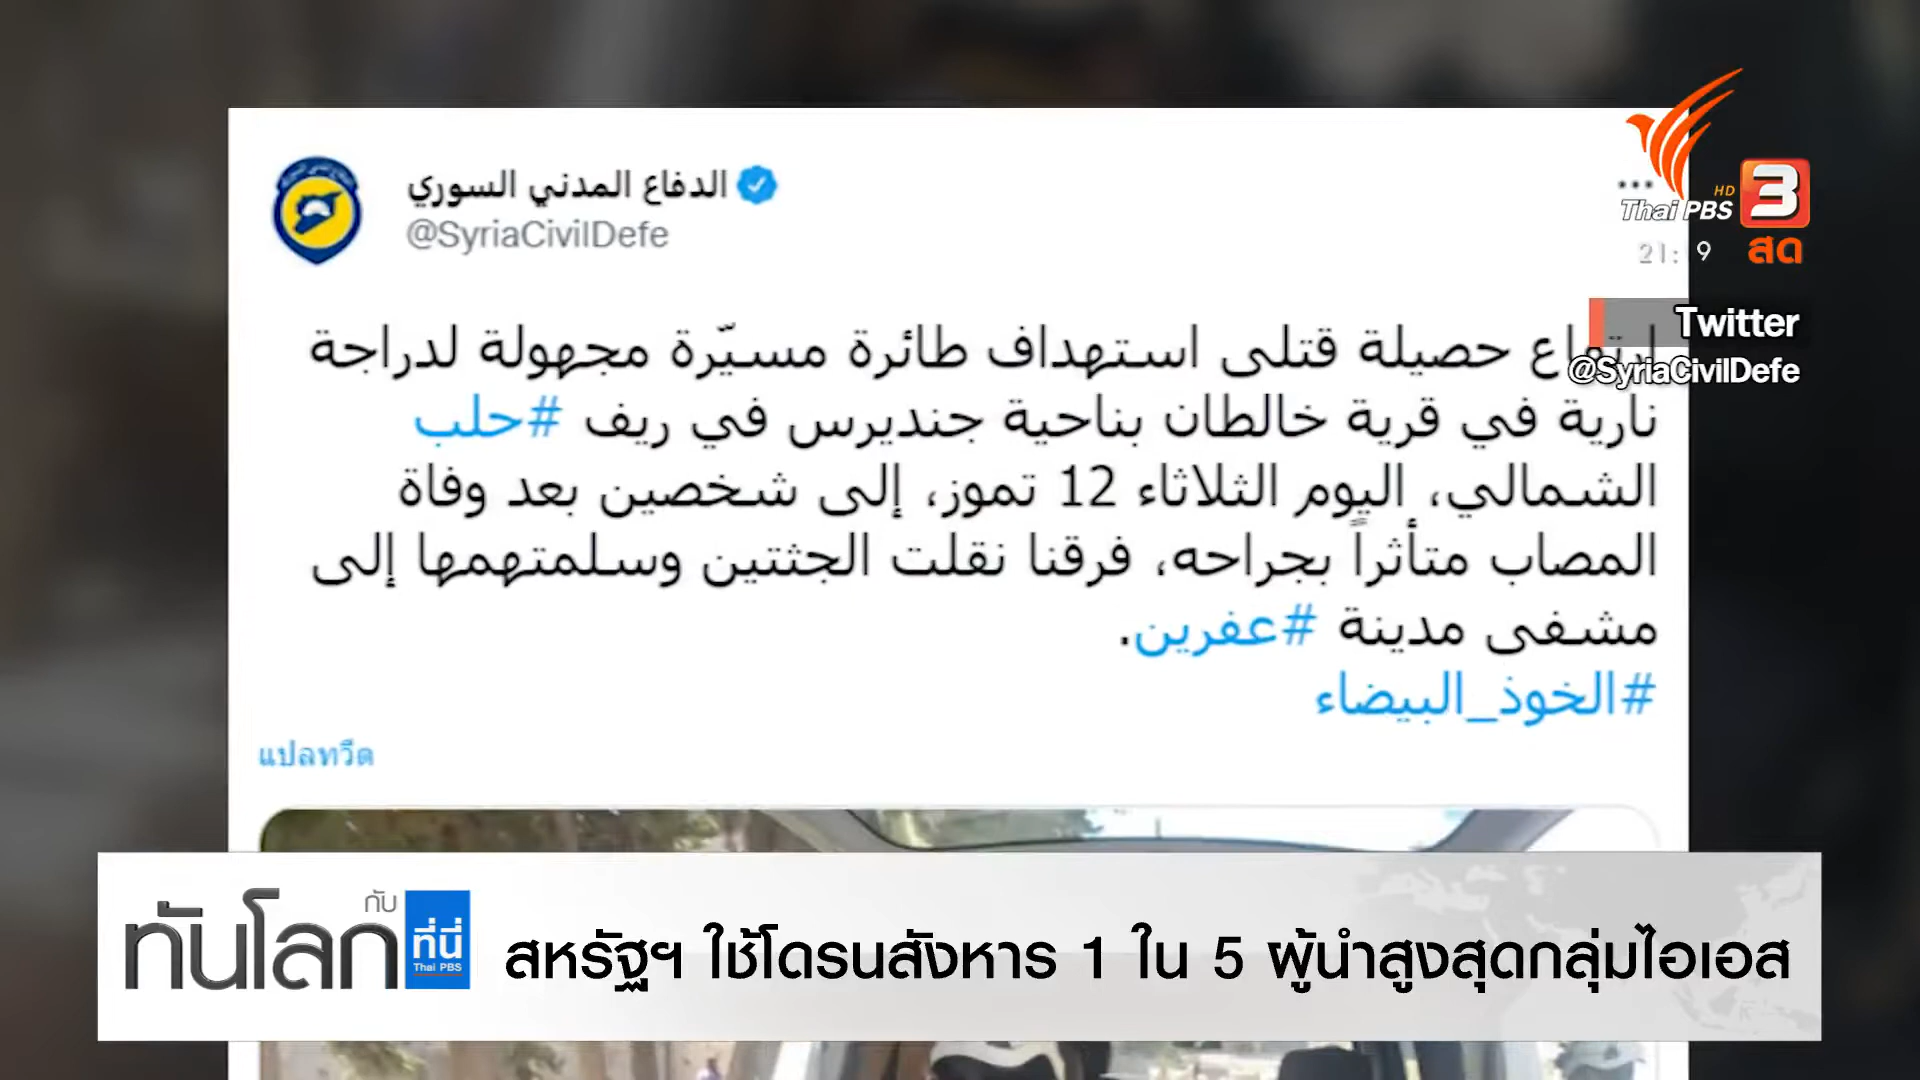 الدفاع المدني السوري
@SyriaCivilDefe
HD
Thai PBS
3
21: 9
สด
Twitter
@SyriaCivilDefe
حصيلة قتلى استهداف طائرة مسيّرة مجهولة لدراجة
نارية في قرية خالطان بناحية جنديرس في ريف #حلب
الشمالي، اليوم الثلاثاء 12 تموز، إلى شخصين بعد وفاة
المصاب متأثراً بجراحه، فرقنا نقلت الجثتين وسلمتهمها إلى
مشفى مدينة #عفرين.
#الخوذ_البيضاء
แปลทวีต
ทันโลก กับ ที่นี่ Thai PBS
สหรัฐฯ ใช้โดรนสังหาร 1 ใน 5 ผู้นำสูงสุดกลุ่มไอเอส